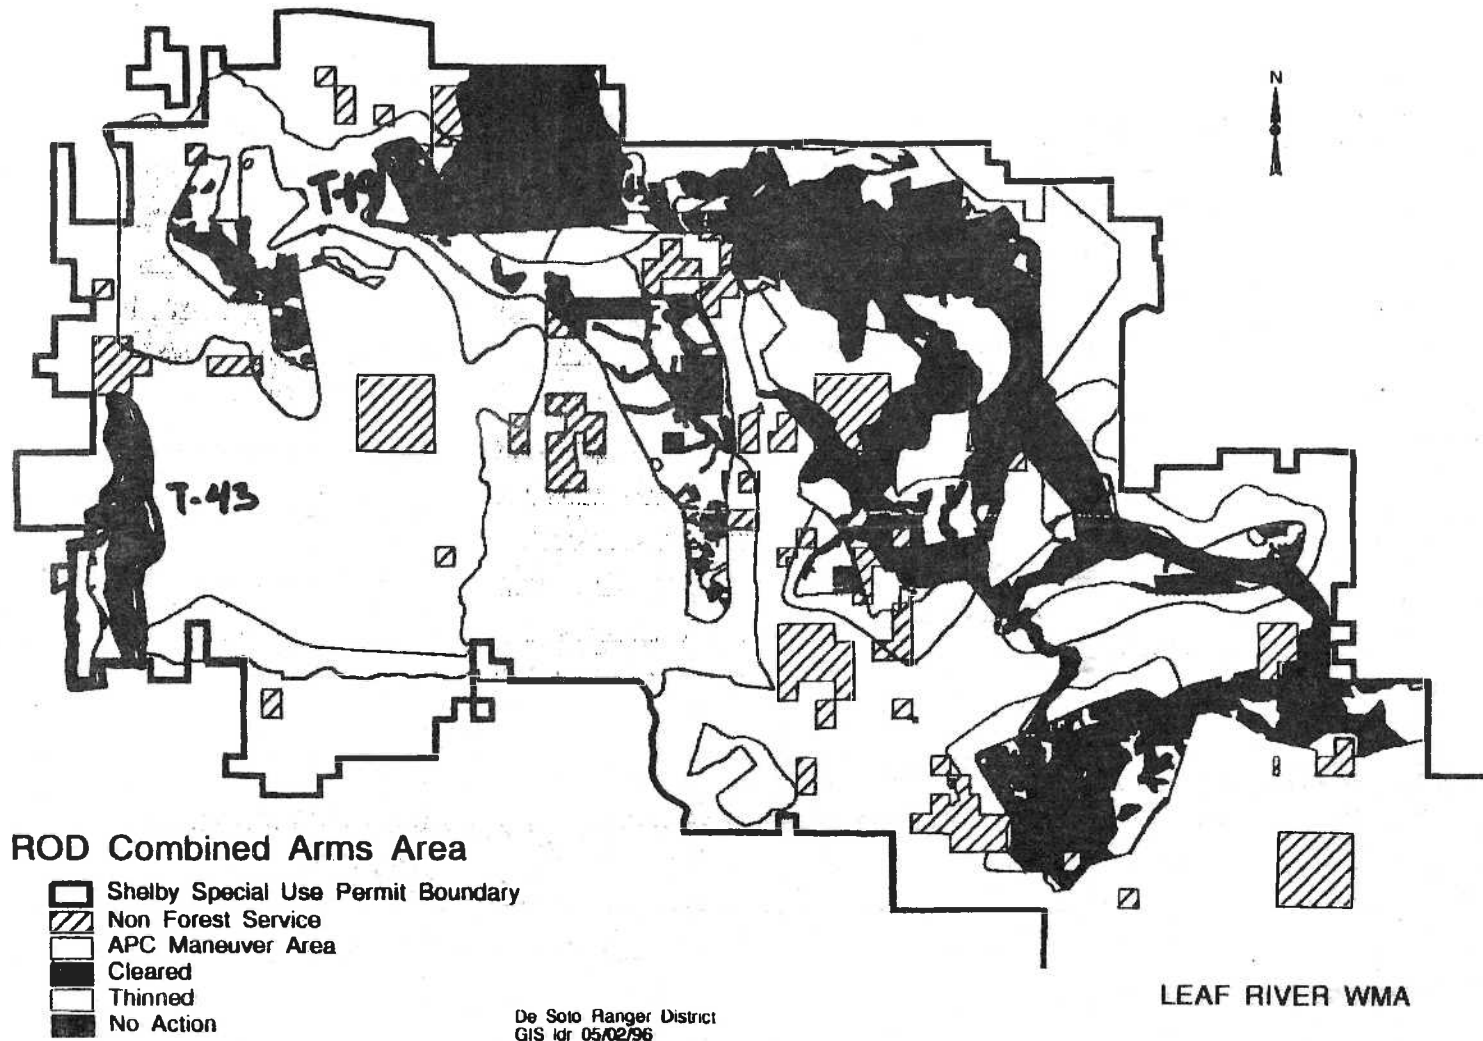 N
T-19
T-43
ROD Combined Arms Area
Shelby Special Use Permit Boundary
Non Forest Service
APC Maneuver Area
Cleared
Thinned
No Action
De Soto Ranger District
GIS ldr 05/02/96
LEAF RIVER WMA